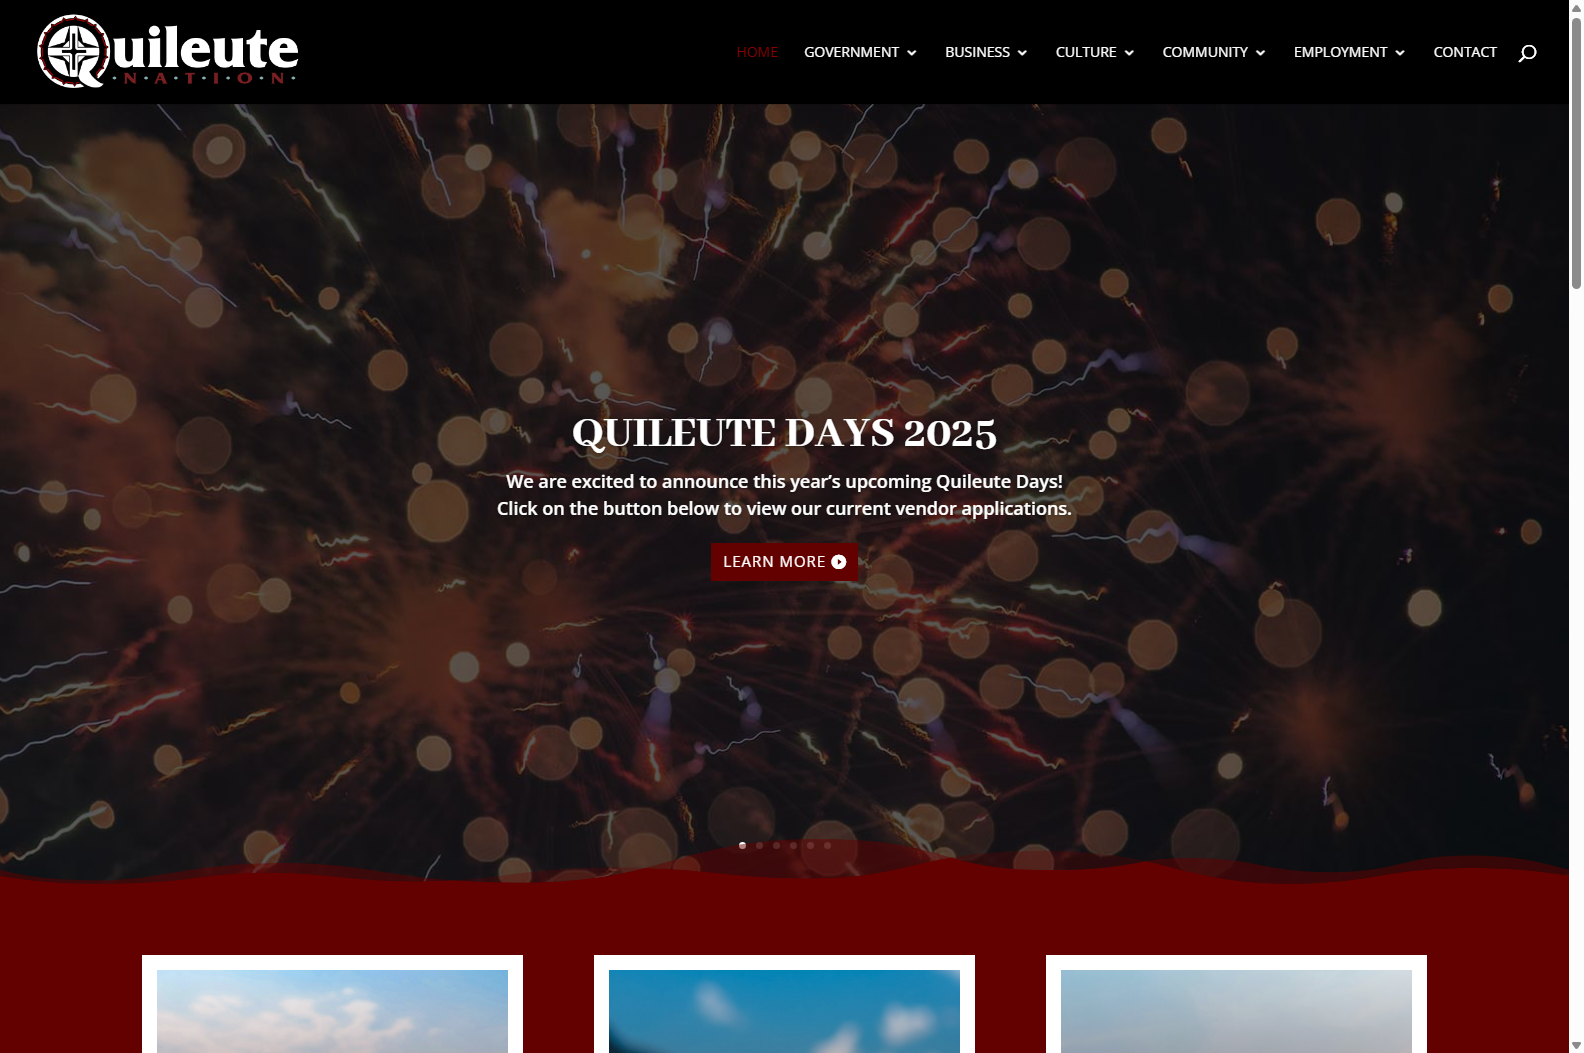 Quileute
NATION
HOME
GOVERNMENT
BUSINESS
CULTURE
COMMUNITY
EMPLOYMENT
CONTACT
QUILEUTE DAYS 2025
We are excited to announce this year’s upcoming Quileute Days!
Click on the button below to view our current vendor applications.
LEARN MORE